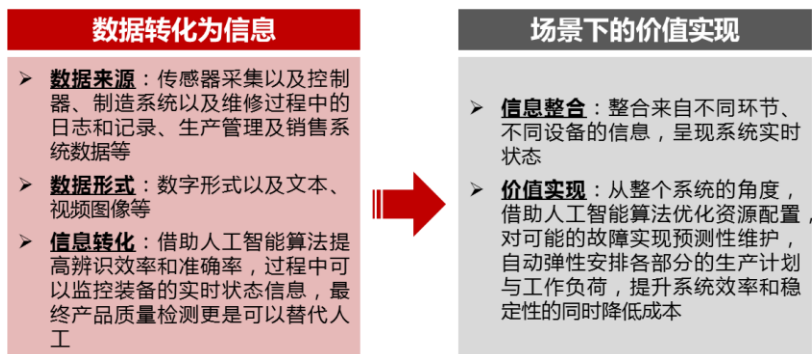 数据转化为信息
➢ 数据来源：传感器采集以及控制
器、制造系统以及维修过程中的
日志和记录、生产管理及销售系
统数据等
➢ 数据形式：数字形式以及文本、
视频图像等
➢ 信息转化：借助人工智能算法提
高辨识效率和准确率，过程中可
以监控装备的实时状态信息，最
终产品质量检测更是可以替代人
工
场景下的价值实现
➢ 信息整合：整合来自不同环节、
不同设备的信息，呈现系统实时
状态
➢ 价值实现：从整个系统的角度，
借助人工智能算法优化资源配置，
对可能的故障实现预测性维护，
自动弹性安排各部分的生产计划
与工作负荷，提升系统效率和稳
定性的同时降低成本